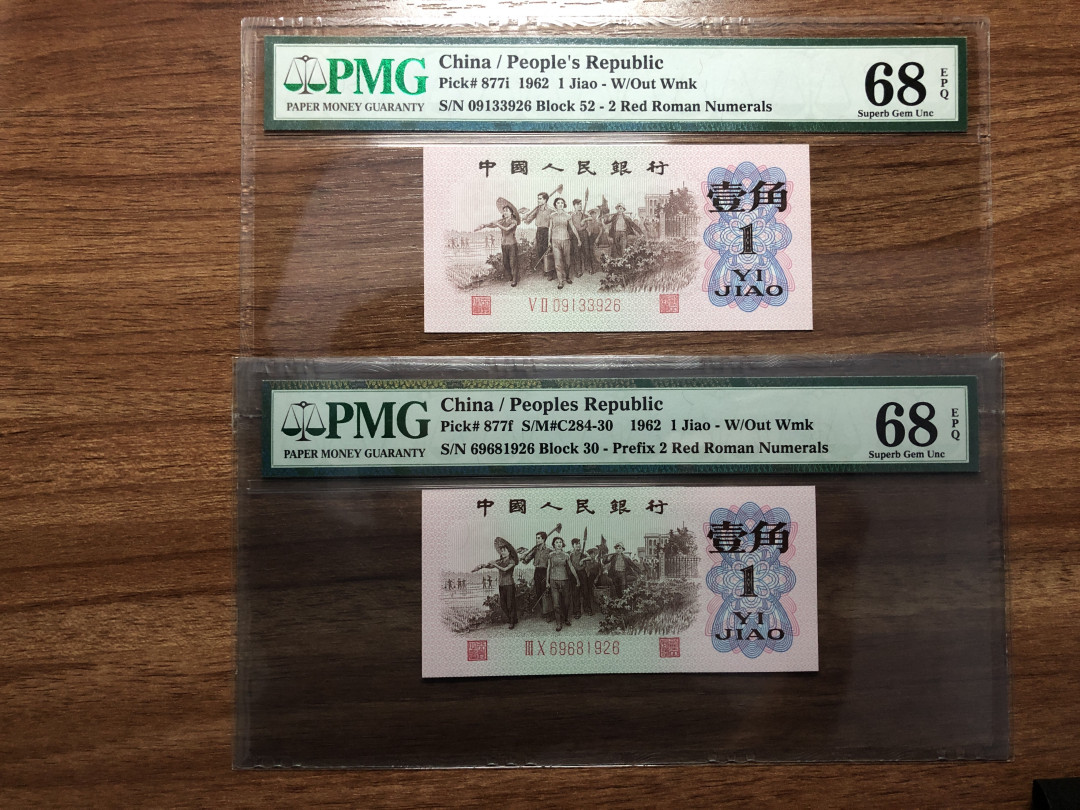 PMG
PAPER MONEY GUARANTY
China / People's Republic
Pick# 877i 1962 1 Jiao - W/Out Wmk
S/N 09133926 Block 52 - 2 Red Roman Numerals
68 EPQ
Superb Gem Unc
中國人民銀行
壹角
1
YI
JIAO
V II 09133926
PMG
PAPER MONEY GUARANTY
China / Peoples Republic
Pick# 877f S/M#C284-30 1962 1 Jiao - W/Out Wmk
S/N 69681926 Block 30 - Prefix 2 Red Roman Numerals
68 EPQ
Superb Gem Unc
中國人民銀行
壹角
1
YI
JIAO
III X 69681926